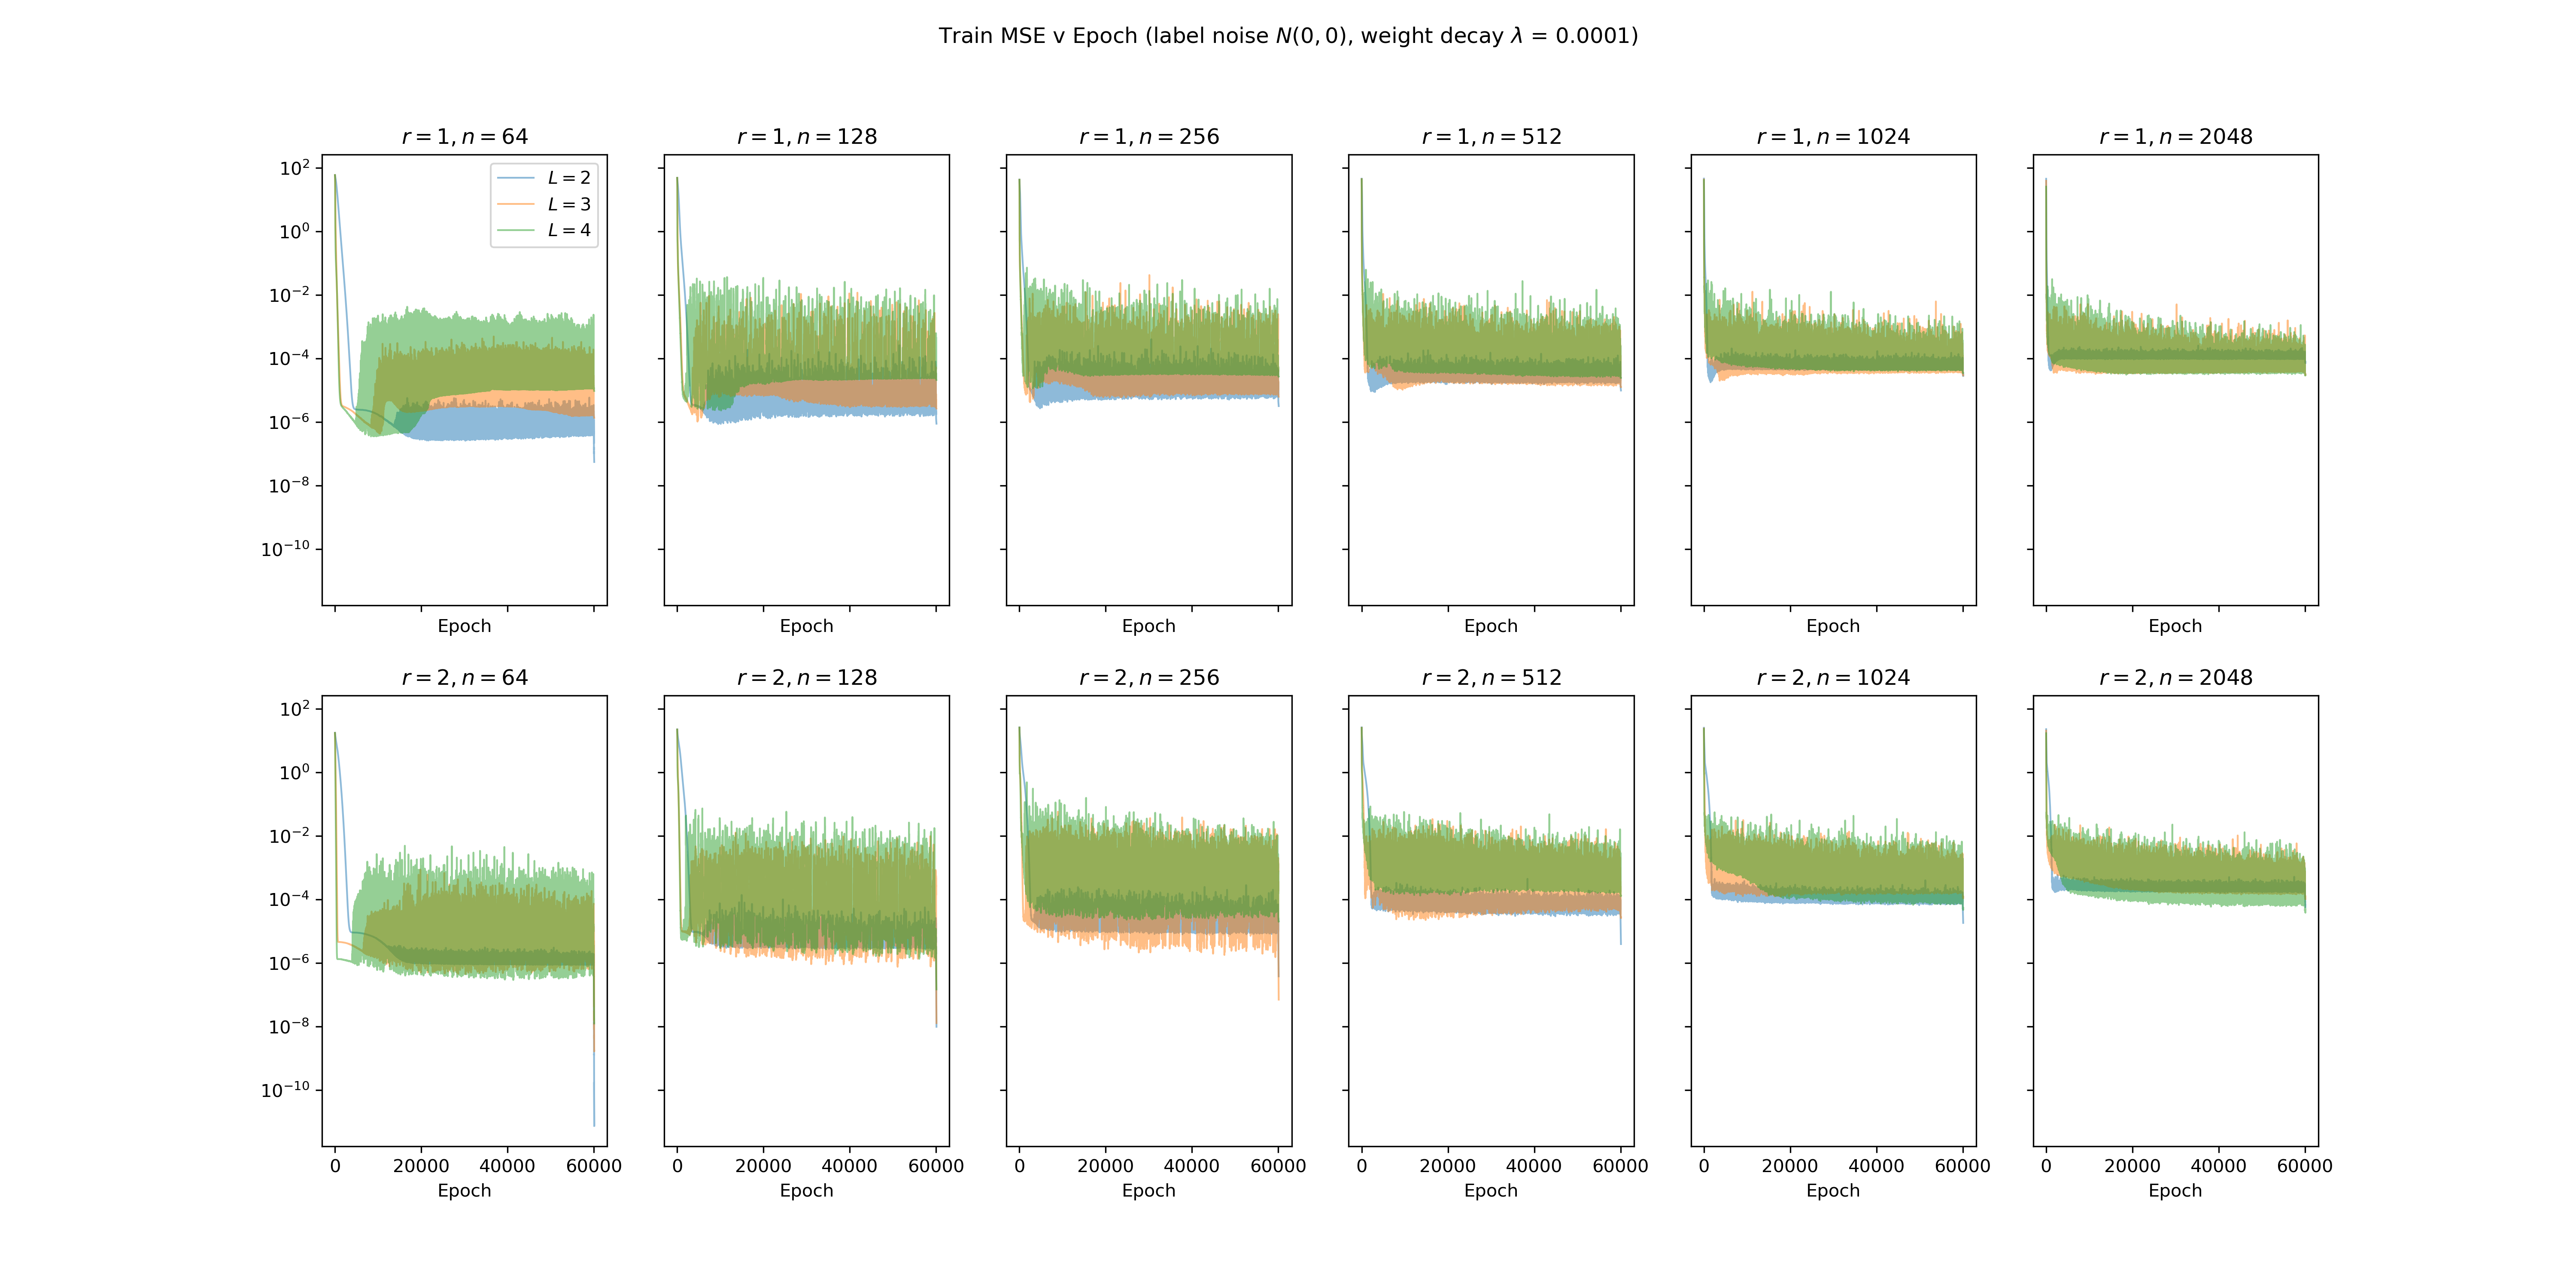 Train MSE v Epoch (label noise N(0, 0), weight decay λ = 0.0001)
r = 1, n = 64
r = 1, n = 128
r = 1, n = 256
r = 1, n = 512
r = 1, n = 1024
r = 1, n = 2048
10²
10⁰
10⁻²
10⁻⁴
10⁻⁶
10⁻⁸
10⁻¹⁰
L = 2
L = 3
L = 4
Epoch
Epoch
Epoch
Epoch
Epoch
Epoch
r = 2, n = 64
r = 2, n = 128
r = 2, n = 256
r = 2, n = 512
r = 2, n = 1024
r = 2, n = 2048
10²
10⁰
10⁻²
10⁻⁴
10⁻⁶
10⁻⁸
10⁻¹⁰
0 20000 40000 60000
0 20000 40000 60000
0 20000 40000 60000
0 20000 40000 60000
0 20000 40000 60000
0 20000 40000 60000
Epoch
Epoch
Epoch
Epoch
Epoch
Epoch